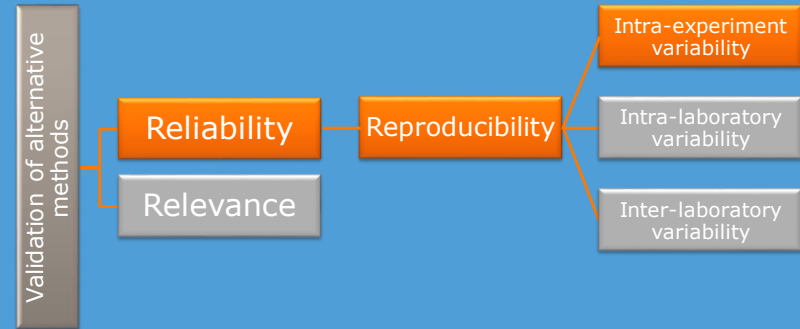 Validation of alternative
methods
Reliability
Relevance
Reproducibility
Intra-experiment
variability
Intra-laboratory
variability
Inter-laboratory
variability